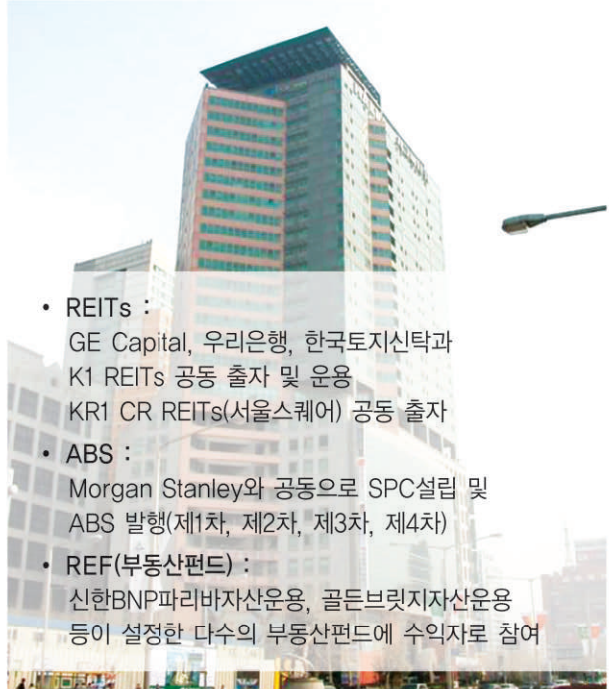 • REITs :
GE Capital, 우리은행, 한국토지신탁과
K1 REITs 공동 출자 및 운용
KR1 CR REITs(서울스퀘어) 공동 출자
• ABS :
Morgan Stanley와 공동으로 SPC설립 및
ABS 발행(제1차, 제2차, 제3차, 제4차)
• REF(부동산펀드) :
신한BNP파리바자산운용, 골든브릿지자산운용
등이 설정한 다수의 부동산펀드에 수익자로 참여